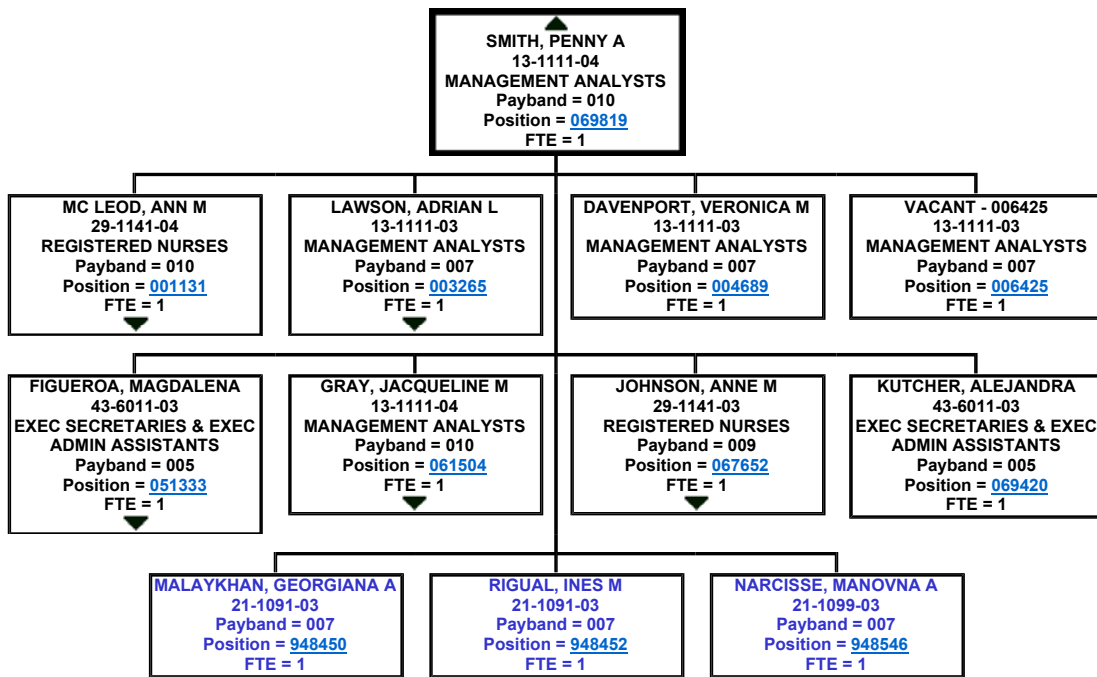 SMITH, PENNY A
13-1111-04
MANAGEMENT ANALYSTS
Payband = 010
Position = 069819
FTE = 1
MC LEOD, ANN M
29-1141-04
REGISTERED NURSES
Payband = 010
Position = 001131
FTE = 1
LAWSON, ADRIAN L
13-1111-03
MANAGEMENT ANALYSTS
Payband = 007
Position = 003265
FTE = 1
DAVENPORT, VERONICA M
13-1111-03
MANAGEMENT ANALYSTS
Payband = 007
Position = 004689
FTE = 1
VACANT - 006425
13-1111-03
MANAGEMENT ANALYSTS
Payband = 007
Position = 006425
FTE = 1
FIGUEROA, MAGDALENA
43-6011-03
EXEC SECRETARIES & EXEC
ADMIN ASSISTANTS
Payband = 005
Position = 051333
FTE = 1
GRAY, JACQUELINE M
13-1111-04
MANAGEMENT ANALYSTS
Payband = 010
Position = 061504
FTE = 1
JOHNSON, ANNE M
29-1141-03
REGISTERED NURSES
Payband = 009
Position = 067652
FTE = 1
KUTCHER, ALEJANDRA
43-6011-03
EXEC SECRETARIES & EXEC
ADMIN ASSISTANTS
Payband = 005
Position = 069420
FTE = 1
MALAYKHAN, GEORGIANA A
21-1091-03
Payband = 007
Position = 948450
FTE = 1
RIGUAL, INES M
21-1091-03
Payband = 007
Position = 948452
FTE = 1
NARCISSE, MANOVNA A
21-1099-03
Payband = 007
Position = 948546
FTE = 1